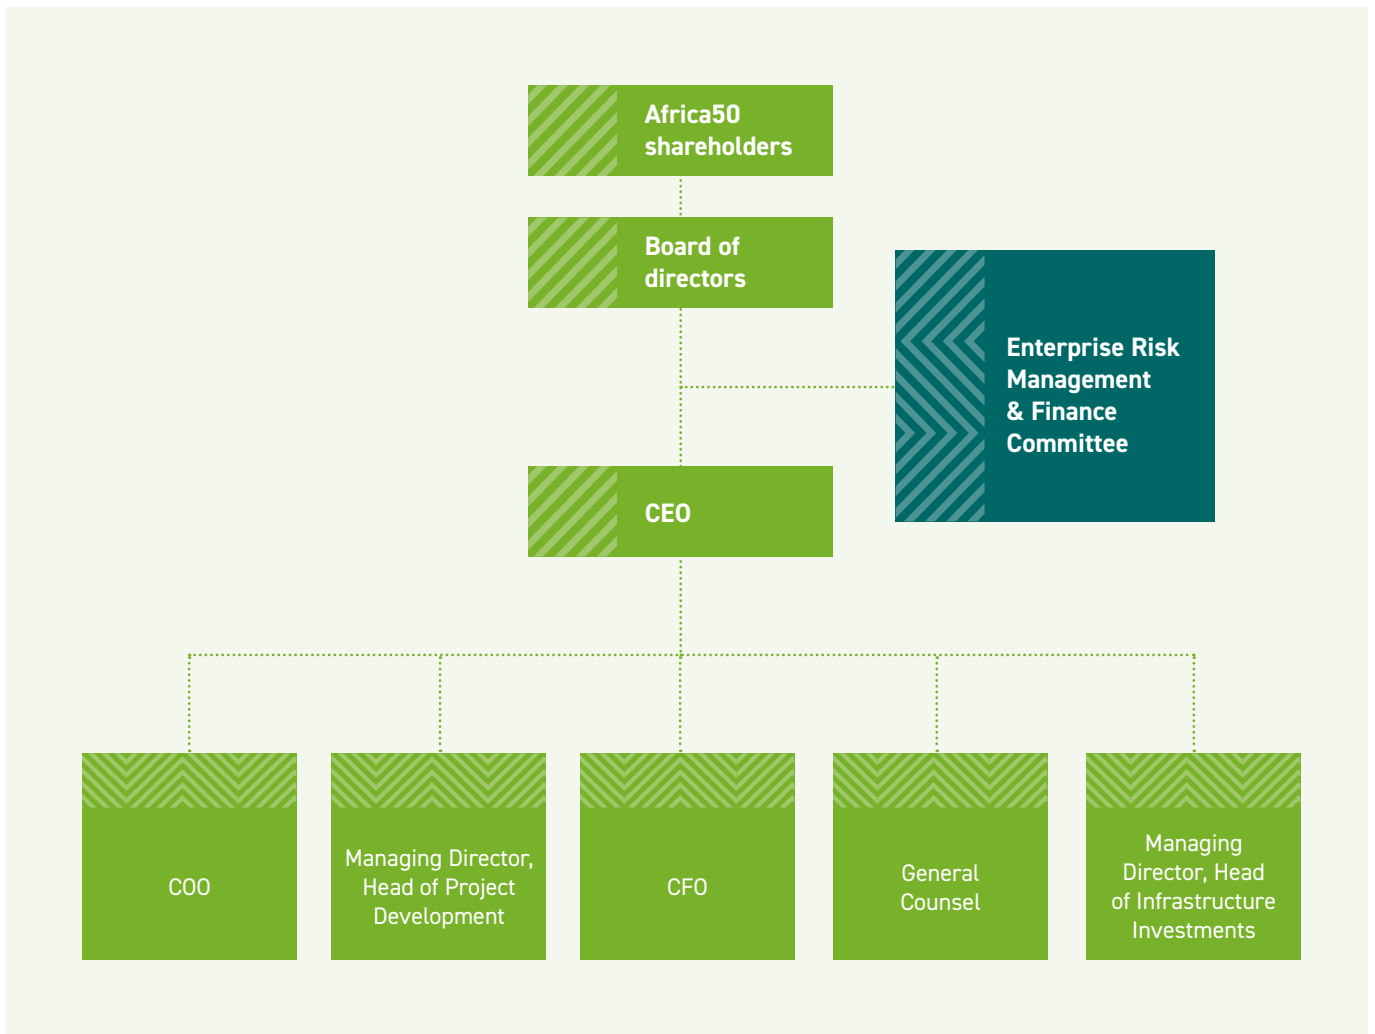 Africa50
shareholders
Board of
directors
Enterprise Risk
Management
& Finance
Committee
CEO
COO
Managing Director,
Head of Project
Development
CFO
General
Counsel
Managing
Director, Head
of Infrastructure
Investments